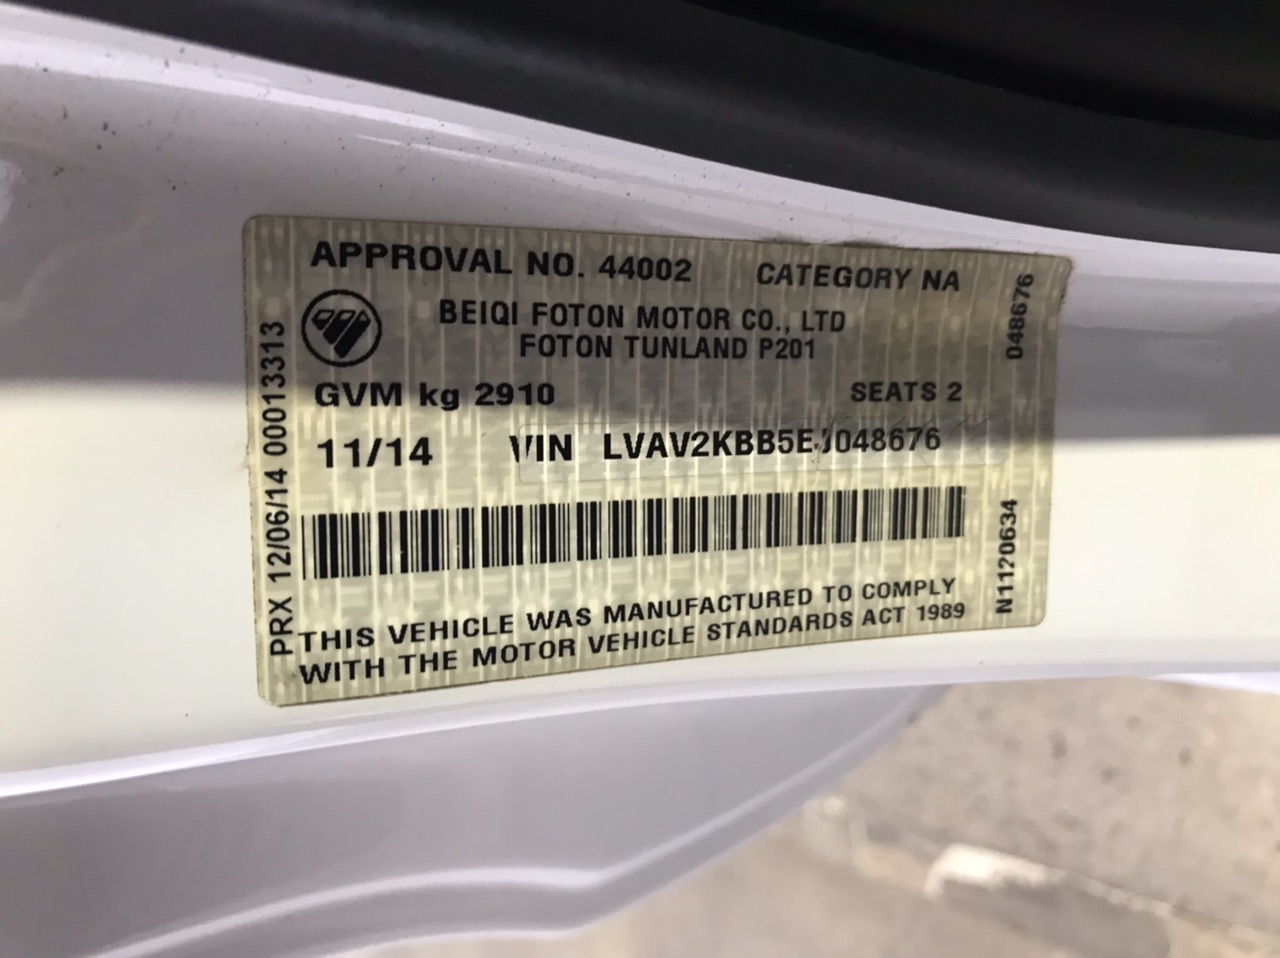 APPROVAL NO. 44002 CATEGORY NA
BEIQI FOTON MOTOR CO., LTD
FOTON TUNLAND P201
GVM kg 2910 SEATS 2
11/14 VIN LVAV2KBB5EJ048676
THIS VEHICLE WAS MANUFACTURED TO COMPLY
WITH THE MOTOR VEHICLE STANDARDS ACT 1989
PRX 12/06/14 00013313
048676
N1120634